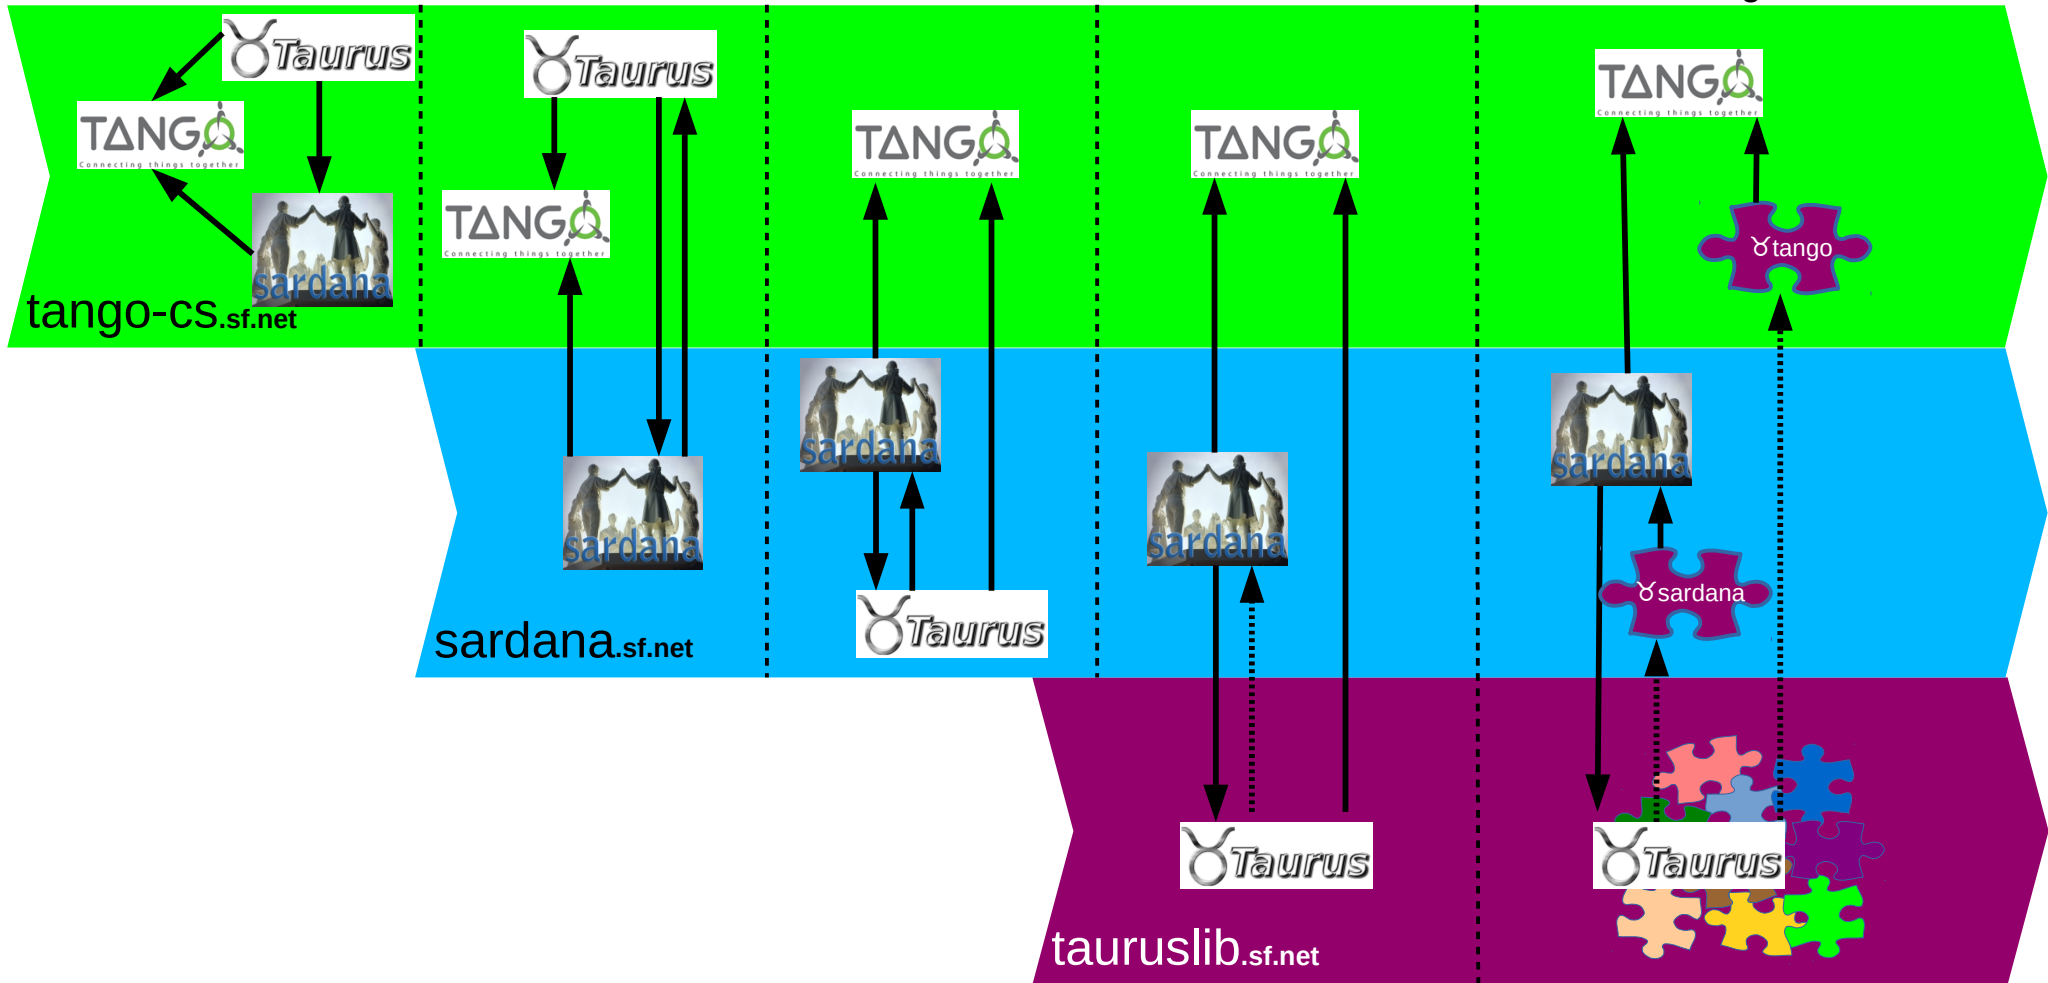 Taurus
TANGO
Connecting things together
sardana
tango-cs.sf.net
Taurus
TANGO
Connecting things together
sardana
TANGO
Connecting things together
sardana
Taurus
sardana.sf.net
TANGO
Connecting things together
sardana
Taurus
tauruslib.sf.net
TANGO
Connecting things together
♉tango
sardana
♉sardana
Taurus